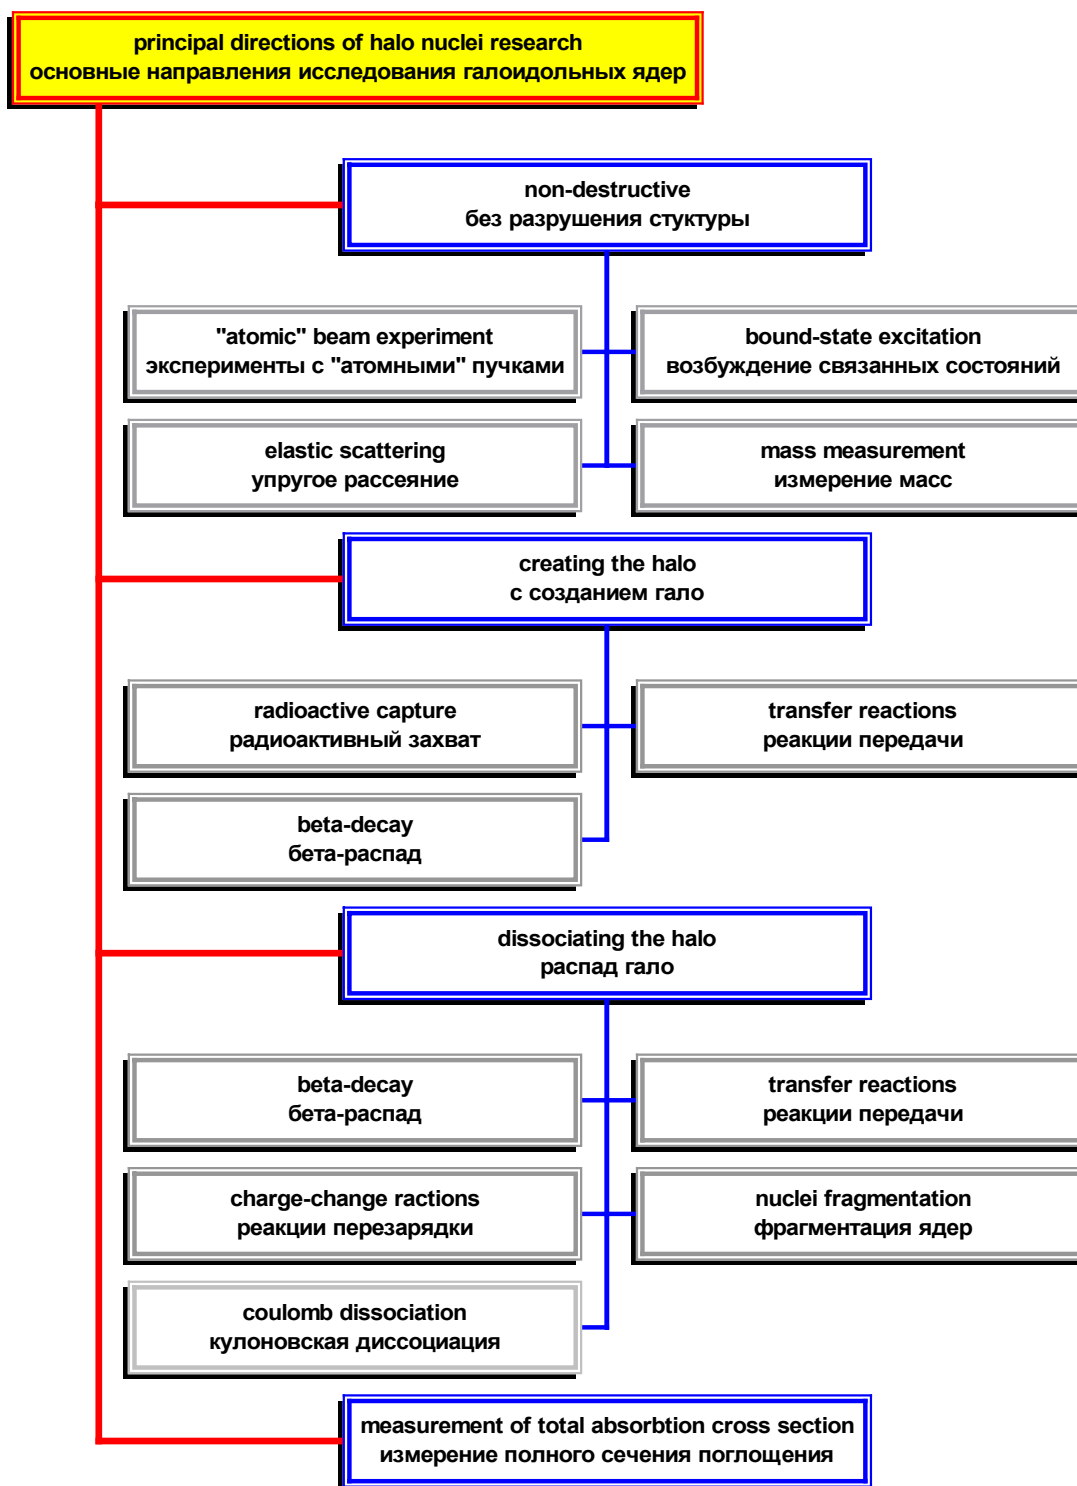 principal directions of halo nuclei research
основные направления исследования галоидольных ядер
non-destructive
без разрушения стуктуры
"atomic" beam experiment
эксперименты с "атомными" пучками
bound-state excitation
возбуждение связанных состояний
elastic scattering
упругое рассеяние
mass measurement
измерение масс
creating the halo
с созданием гало
radioactive capture
радиоактивный захват
transfer reactions
реакции передачи
beta-decay
бета-распад
dissociating the halo
распад гало
beta-decay
бета-распад
transfer reactions
реакции передачи
charge-change ractions
реакции перезарядки
nuclei fragmentation
фрагментация ядер
coulomb dissociation
кулоновская диссоциация
measurement of total absorbtion cross section
измерение полного сечения поглощения